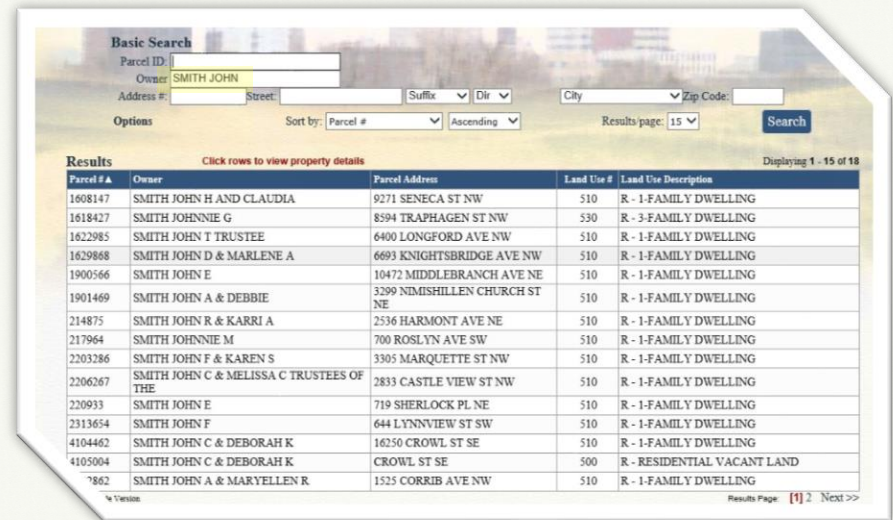 Basic Search
Parcel ID:
Owner SMITH JOHN
Address #: Street: Suffix Dir City Zip Code:
Options Sort by: Parcel # Ascending Results/page: 15 Search
Results Click rows to view property details Displaying 1 - 15 of 18
Parcel #▲ Owner Parcel Address Land Use # Land Use Description
1608147 SMITH JOHN H AND CLAUDIA 9271 SENECA ST NW 510 R - 1-FAMILY DWELLING
1618427 SMITH JOHNNIE G 8594 TRAPHAGEN ST NW 530 R - 3-FAMILY DWELLING
1622985 SMITH JOHN T TRUSTEE 6400 LONGFORD AVE NW 510 R - 1-FAMILY DWELLING
1629868 SMITH JOHN D & MARLENE A 6693 KNIGHTSBRIDGE AVE NW 510 R - 1-FAMILY DWELLING
1900566 SMITH JOHN E 10472 MIDDLEBRANCH AVE NE 510 R - 1-FAMILY DWELLING
1901469 SMITH JOHN A & DEBBIE 3299 NIMISHILLEN CHURCH ST NE 510 R - 1-FAMILY DWELLING
214875 SMITH JOHN R & KARRI A 2536 HARMONT AVE NE 510 R - 1-FAMILY DWELLING
217964 SMITH JOHNNIE M 700 ROSLYN AVE SW 510 R - 1-FAMILY DWELLING
2203286 SMITH JOHN F & KAREN S 3305 MARQUETTE ST NW 510 R - 1-FAMILY DWELLING
2206267 SMITH JOHN C & MELISSA C TRUSTEES OF THE 2833 CASTLE VIEW ST NW 510 R - 1-FAMILY DWELLING
220933 SMITH JOHN E 719 SHERLOCK PL NE 510 R - 1-FAMILY DWELLING
2313654 SMITH JOHN F 644 LYNNVIEW ST SW 510 R - 1-FAMILY DWELLING
4104462 SMITH JOHN C & DEBORAH K 16250 CROWL ST SE 510 R - 1-FAMILY DWELLING
4105004 SMITH JOHN C & DEBORAH K CROWL ST SE 500 R - RESIDENTIAL VACANT LAND
862 SMITH JOHN A & MARYELLEN R 1525 CORRIB AVE NW 510 R - 1-FAMILY DWELLING
Version Results Page: [1] 2 Next >>